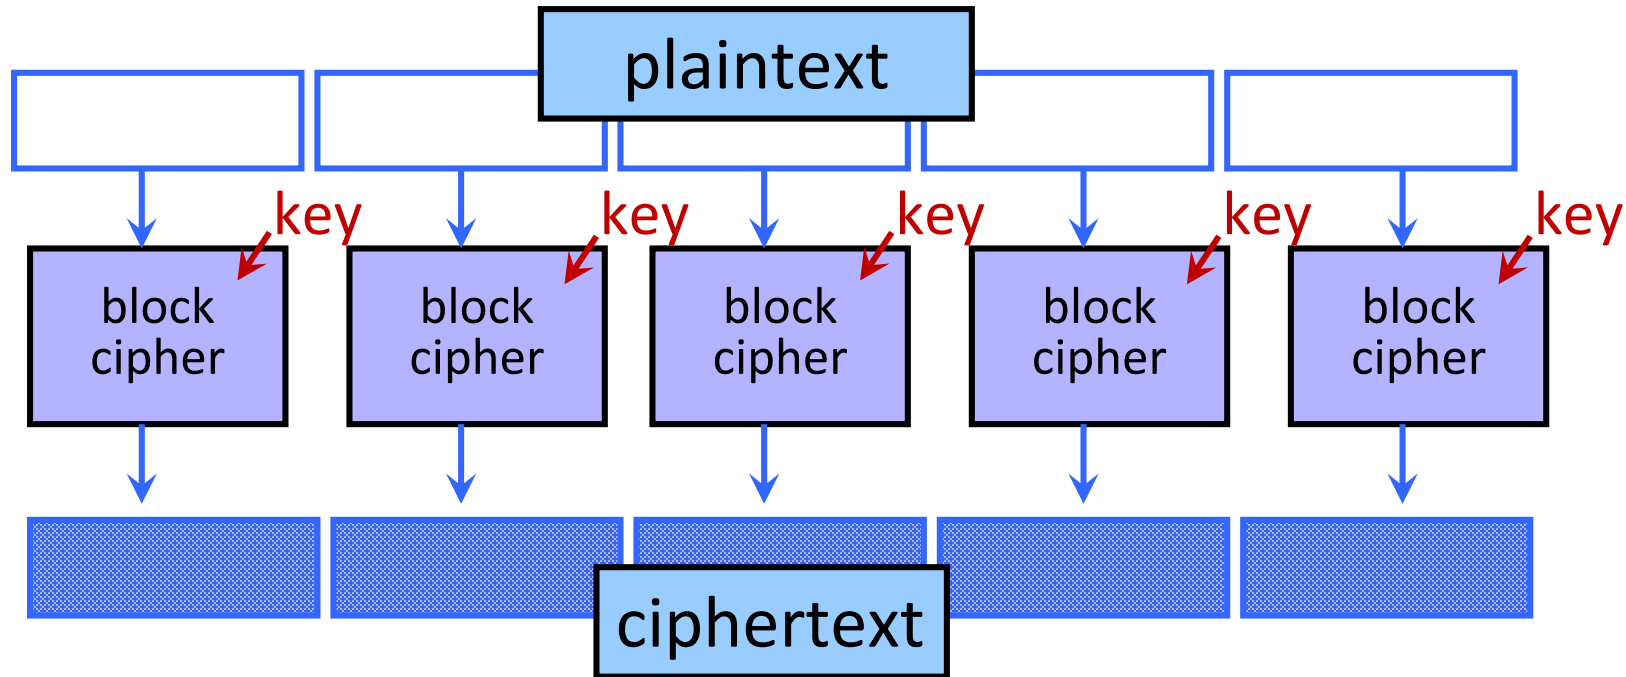 plaintext
key key key key key
block block block block block
cipher cipher cipher cipher cipher
ciphertext